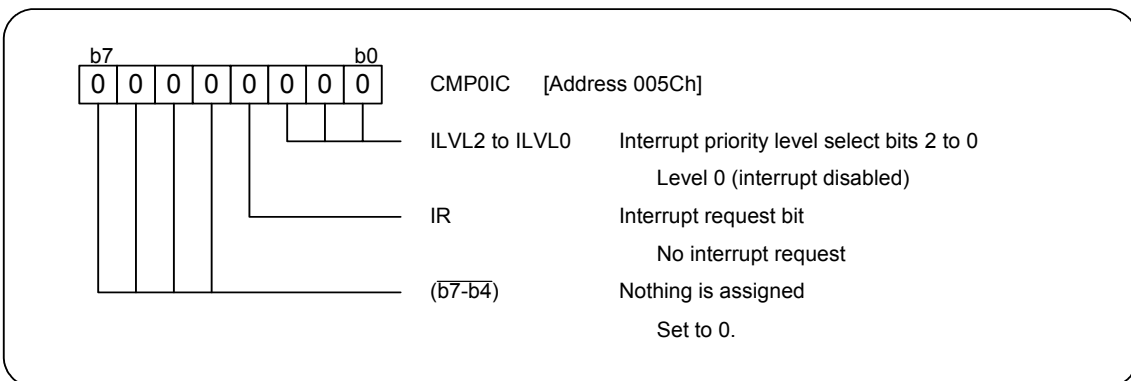 b7 b0
0 0 0 0 0 0 0 0 CMP0IC [Address 005Ch]
ILVL2 to ILVL0 Interrupt priority level select bits 2 to 0
Level 0 (interrupt disabled)
IR Interrupt request bit
No interrupt request
(b7-b4) Nothing is assigned
Set to 0.